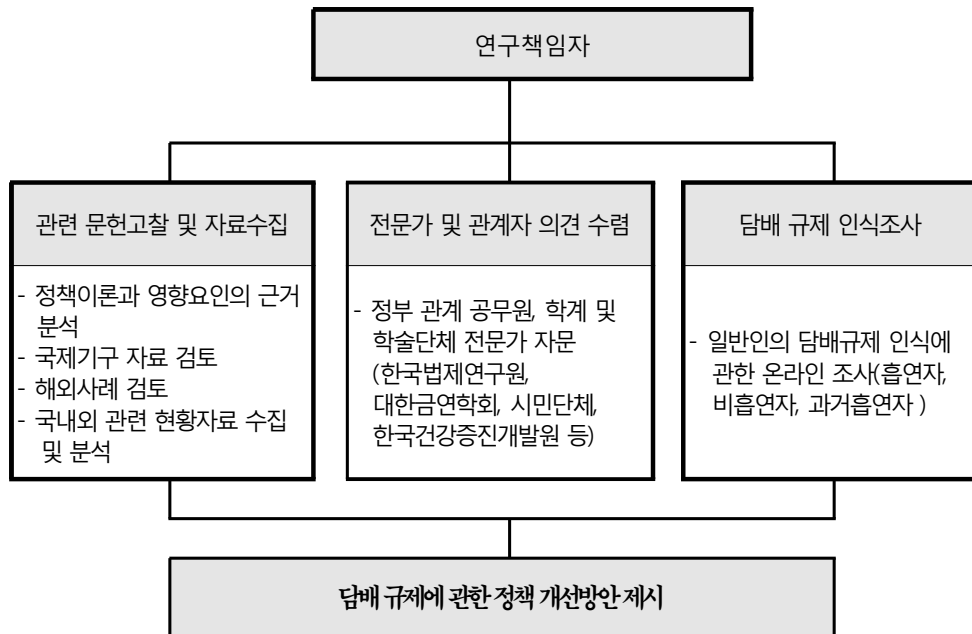 연구책임자
관련 문헌고찰 및 자료수집
- 정책이론과 영향요인의 근거
분석
- 국제기구 자료 검토
- 해외사례 검토
- 국내외 관련 현황자료 수집
및 분석
전문가 및 관계자 의견 수렴
- 정부 관계 공무원, 학계 및
학술단체 전문가 자문
(한국법제연구원,
대한금연학회, 시민단체,
한국건강증진개발원 등)
담배 규제 인식조사
- 일반인의 담배규제 인식에
관한 온라인 조사(흡연자,
비흡연자, 과거흡연자 )
담배 규제에 관한 정책 개선방안 제시